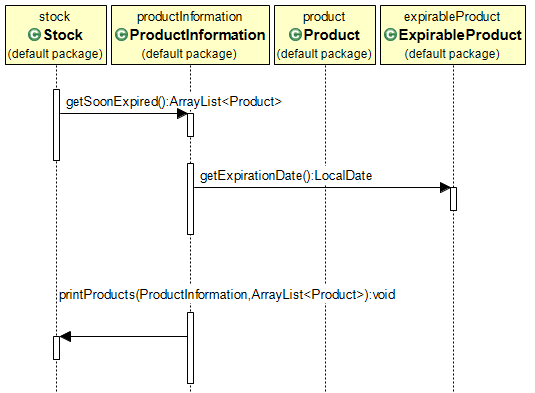 stock
C Stock
(default package)
productInformation
C ProductInformation
(default package)
product
C Product
(default package)
expirableProduct
C ExpirableProduct
(default package)
getSoonExpired():ArrayList<Product>
getExpirationDate():LocalDate
printProducts(ProductInformation,ArrayList<Product>):void